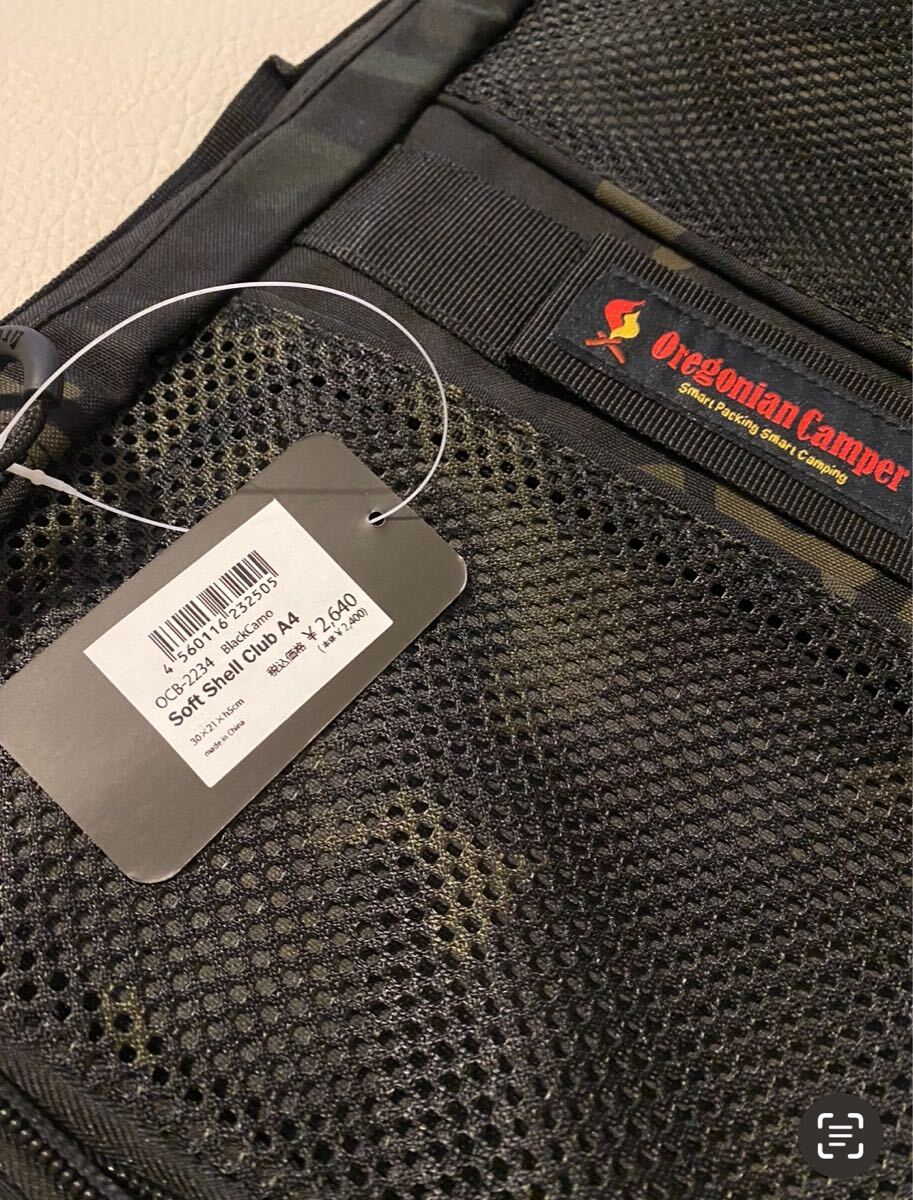 Oregonian Camper
Smart Packing Smart Camping
4 560116 232505
OCB-2234 BlackCamo
Soft Shell Club A4
税込価格 ¥2,640
(本体 ¥2,400)
30×21×h5cm
made in China